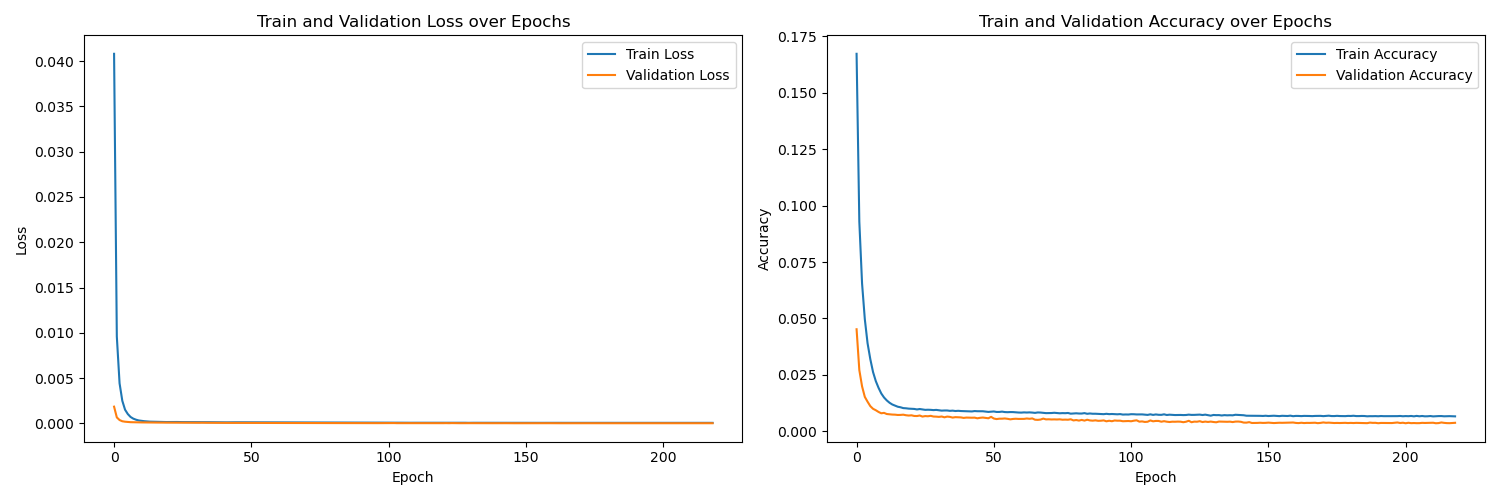 Train and Validation Loss over Epochs
Train Loss
Validation Loss
0.040
0.035
0.030
0.025
0.020
0.015
0.010
0.005
0.000
Loss
0
50
100
150
200
Epoch
Train and Validation Accuracy over Epochs
Train Accuracy
Validation Accuracy
0.175
0.150
0.125
0.100
0.075
0.050
0.025
0.000
Accuracy
0
50
100
150
200
Epoch